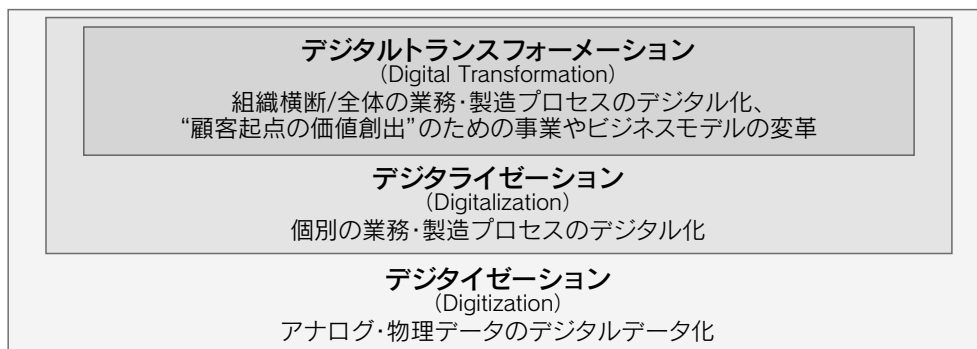 デジタルトランスフォーメーション
(Digital Transformation)
組織横断/全体の業務・製造プロセスのデジタル化、
“顧客起点の価値創出”のための事業やビジネスモデルの変革
デジタライゼーション
(Digitalization)
個別の業務・製造プロセスのデジタル化
デジタイゼーション
(Digitization)
アナログ・物理データのデジタルデータ化